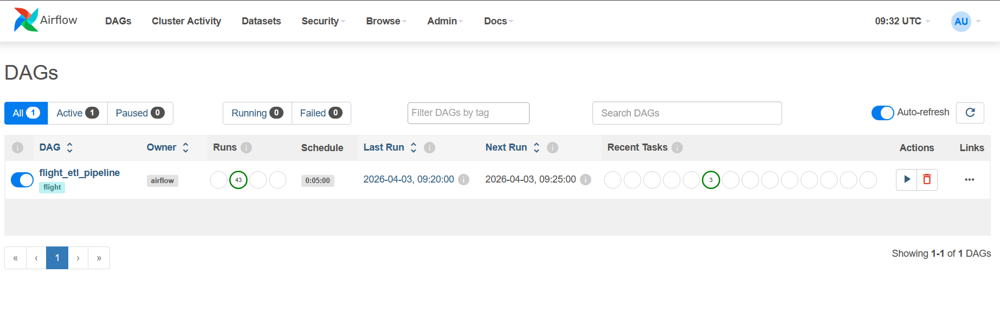 Airflow DAGs Cluster Activity Datasets Security Browse Admin Docs 09:32 UTC AU
DAGs
All 1 Active 1 Paused 0 Running 0 Failed 0 Filter DAGs by tag Search DAGs Auto-refresh
i DAG Owner Runs i Schedule Last Run i Next Run i Recent Tasks i Actions Links
flight_etl_pipeline airflow 43 0:05:00 2026-04-03, 09:20:00 i 2026-04-03, 09:25:00 i 3 •••
flight
« ‹ 1 › » Showing 1-1 of 1 DAGs